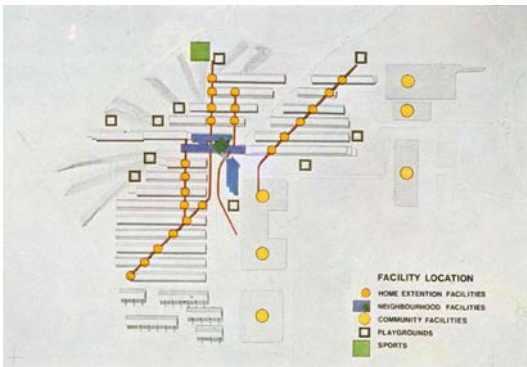 FACILITY LOCATION
HOME EXTENTION FACILITIES
NEIGHBOURHOOD FACILITIES
COMMUNITY FACILITIES
PLAYGROUNDS
SPORTS